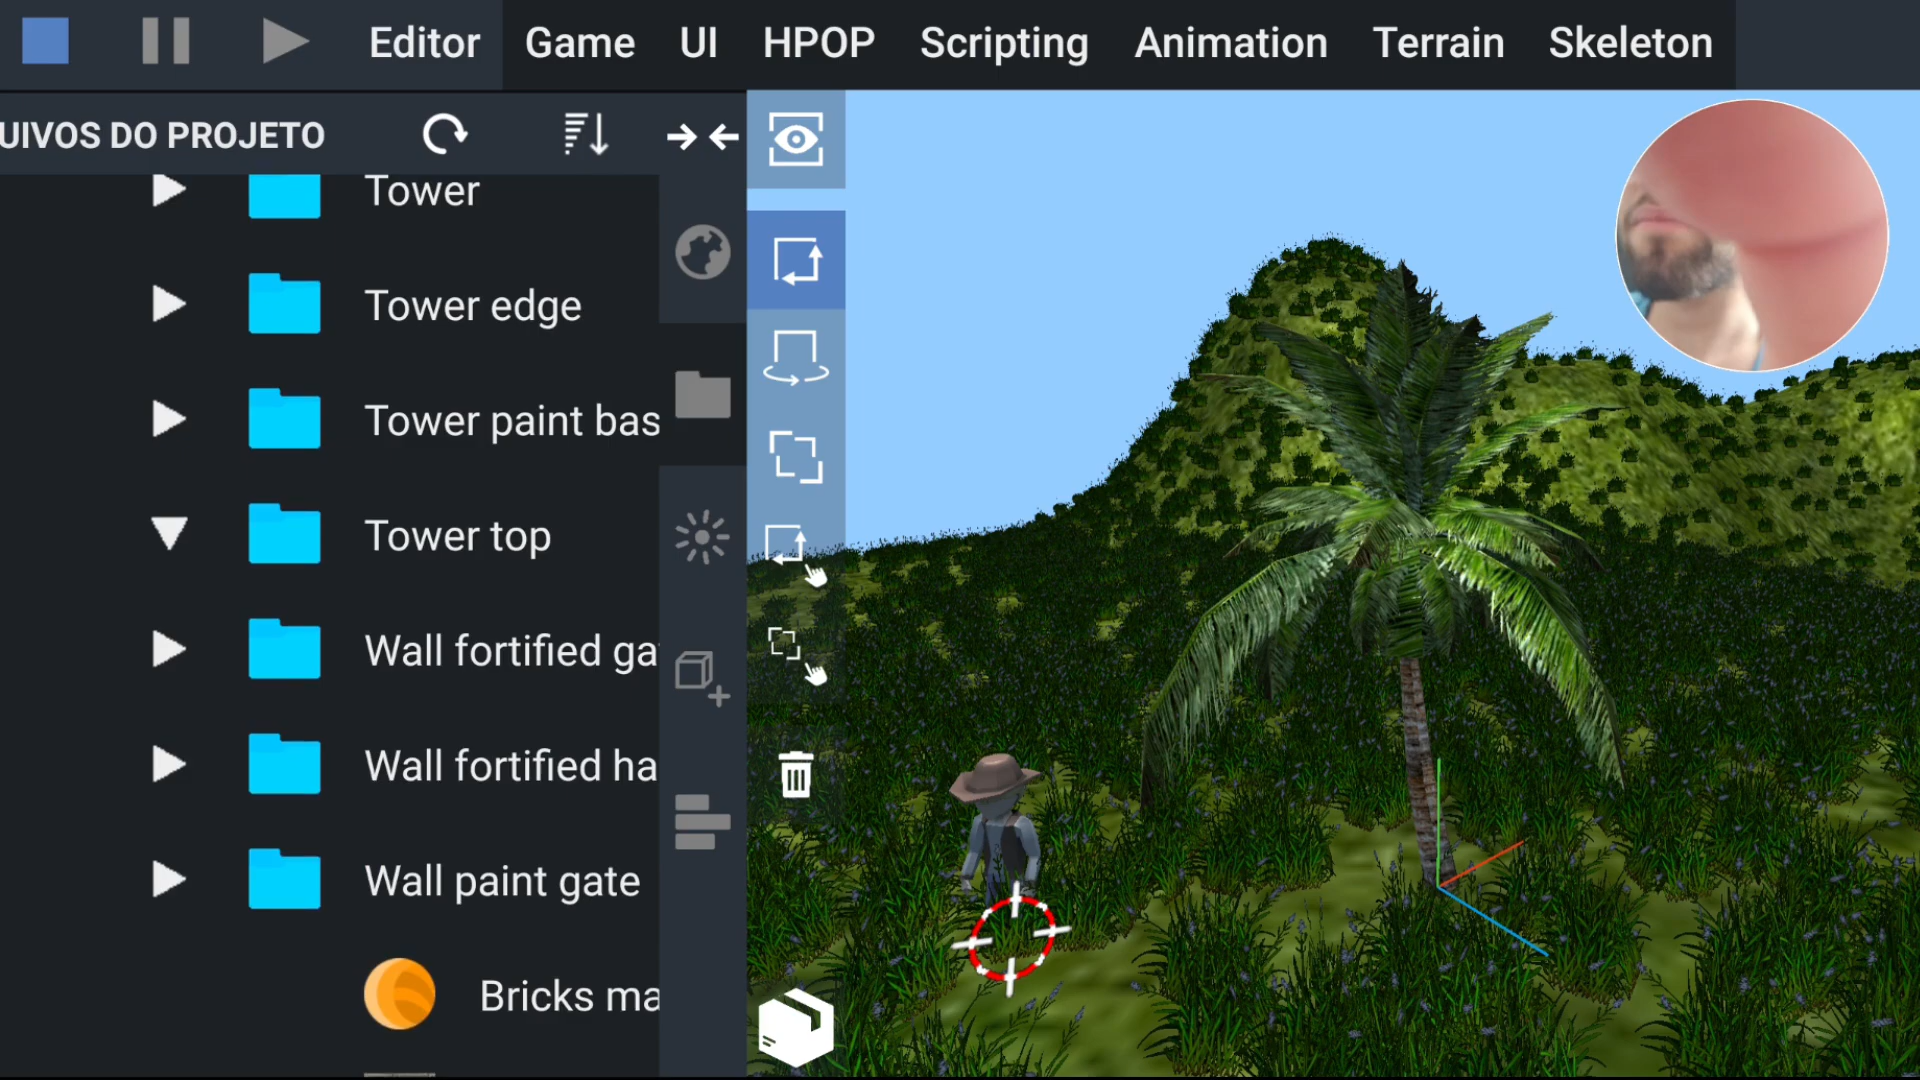 Editor Game UI HPOP Scripting Animation Terrain Skeleton
UIVOS DO PROJETO
Tower
Tower edge
Tower paint bas
Tower top
Wall fortified ga
Wall fortified ha
Wall paint gate
Bricks ma